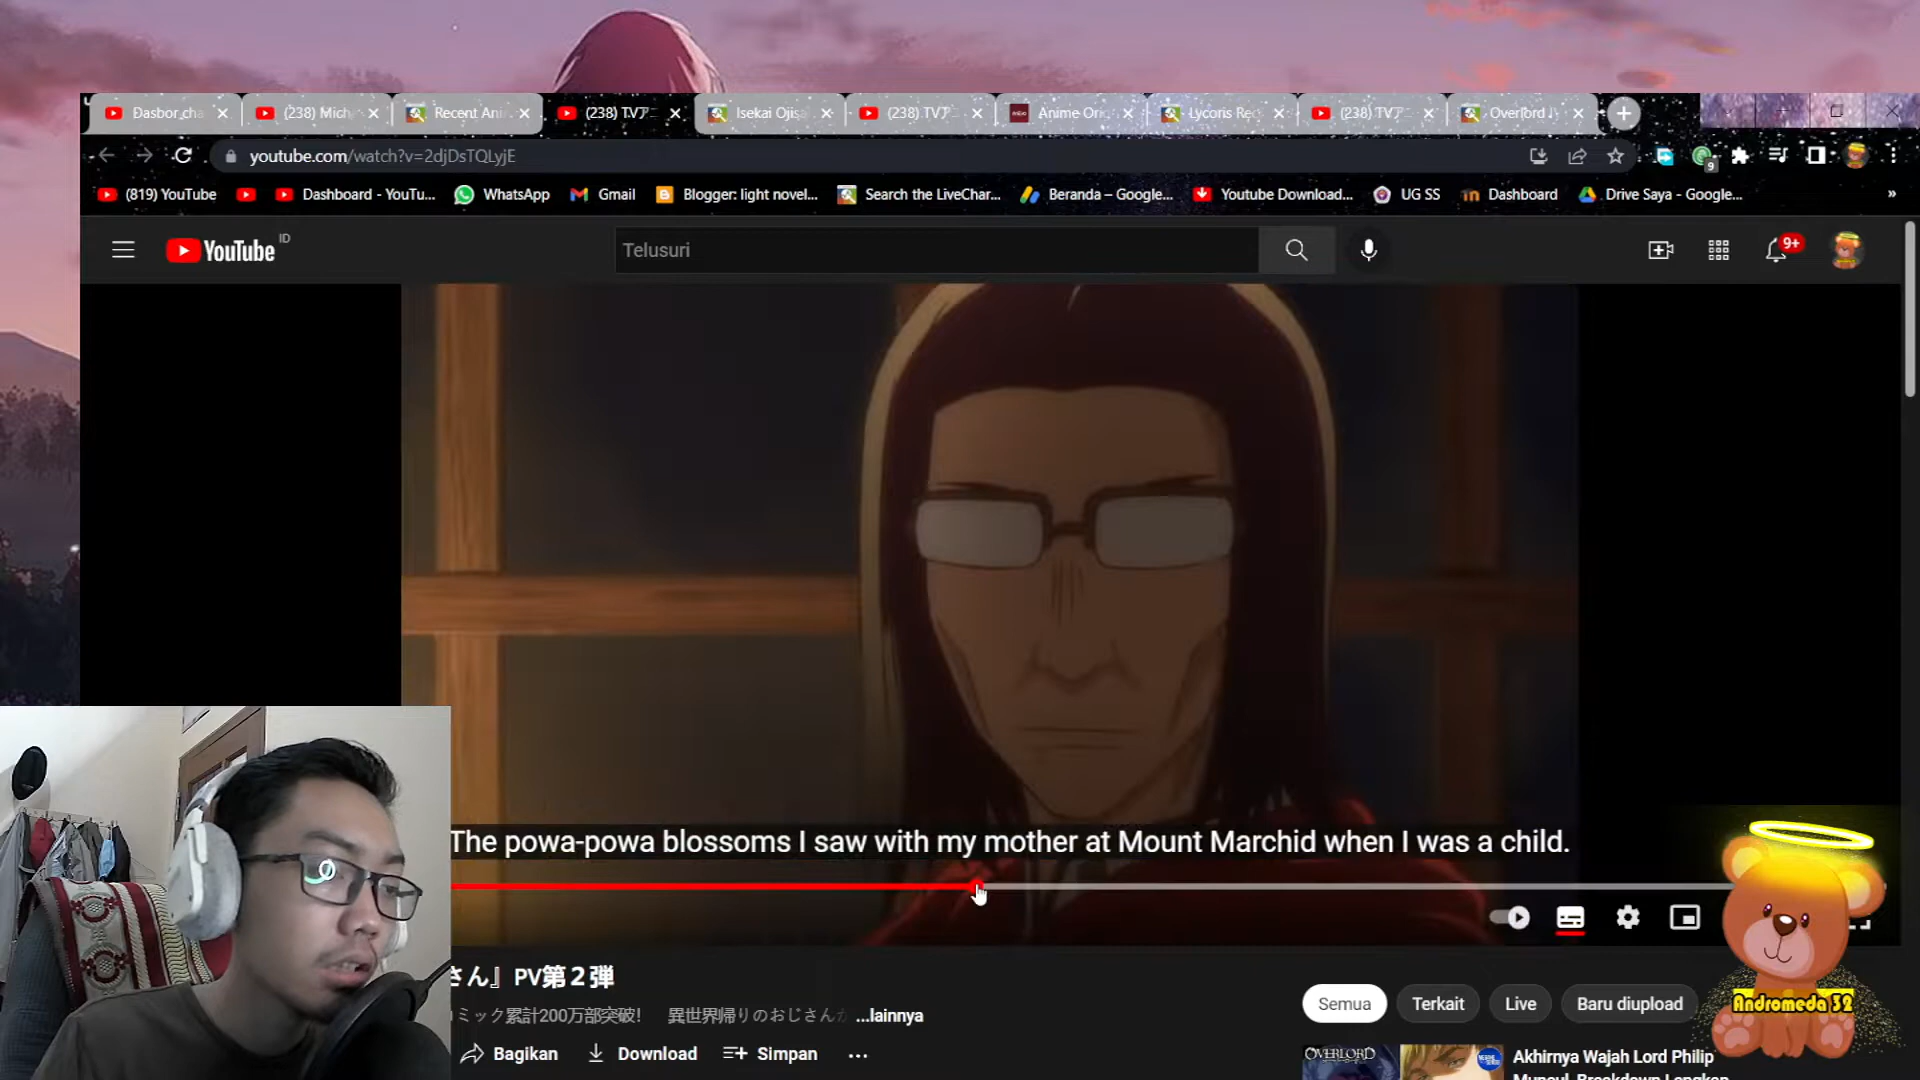 Dasbor cha
(238) Mich
Recent Ani
(238) TVア
Isekai Ojis
(238) TVア
Anime Orig
Lycoris Rec
(238) TVア
Overlord
youtube.com/watch?v=2djDsTQLyjE
9
(819) YouTube
Dashboard - YouTu...
WhatsApp
Gmail
Blogger: light novel...
Search the LiveChar...
Beranda – Google...
Youtube Download...
UG SS
Dashboard
Drive Saya - Google...
»
YouTube ID
Telusuri
9+
The powa-powa blossoms I saw with my mother at Mount Marchid when I was a child.
さん』PV第２弾
ミック累計200万部突破！ 異世界帰りのおじさんが
...lainnya
Bagikan
Download
Simpan
Semua
Terkait
Live
Baru diupload
OVERLORD
Akhirnya Wajah Lord Philip
Andromeda 32